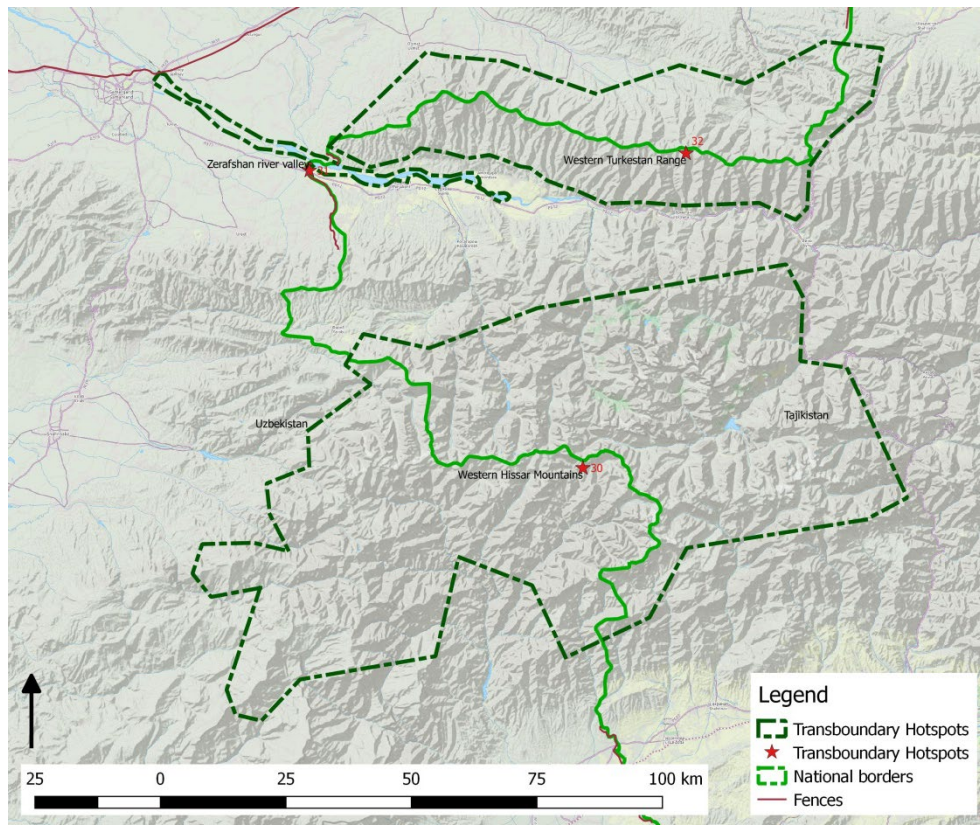 32
Western Turkestan Range
Zerafshan river valley
Uzbekistan
Tajikistan
Western Hissar Mountains
30
Legend
Transboundary Hotspots
Transboundary Hotspots
National borders
Fences
25 0 25 50 75 100 km